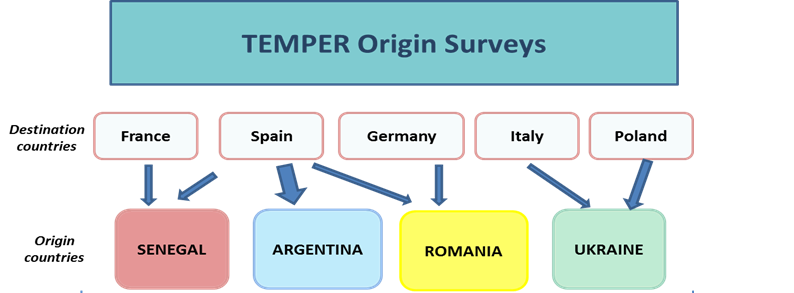 TEMPER Origin Surveys
Destination
countries
France
Spain
Germany
Italy
Poland
Origin
countries
SENEGAL
ARGENTINA
ROMANIA
UKRAINE